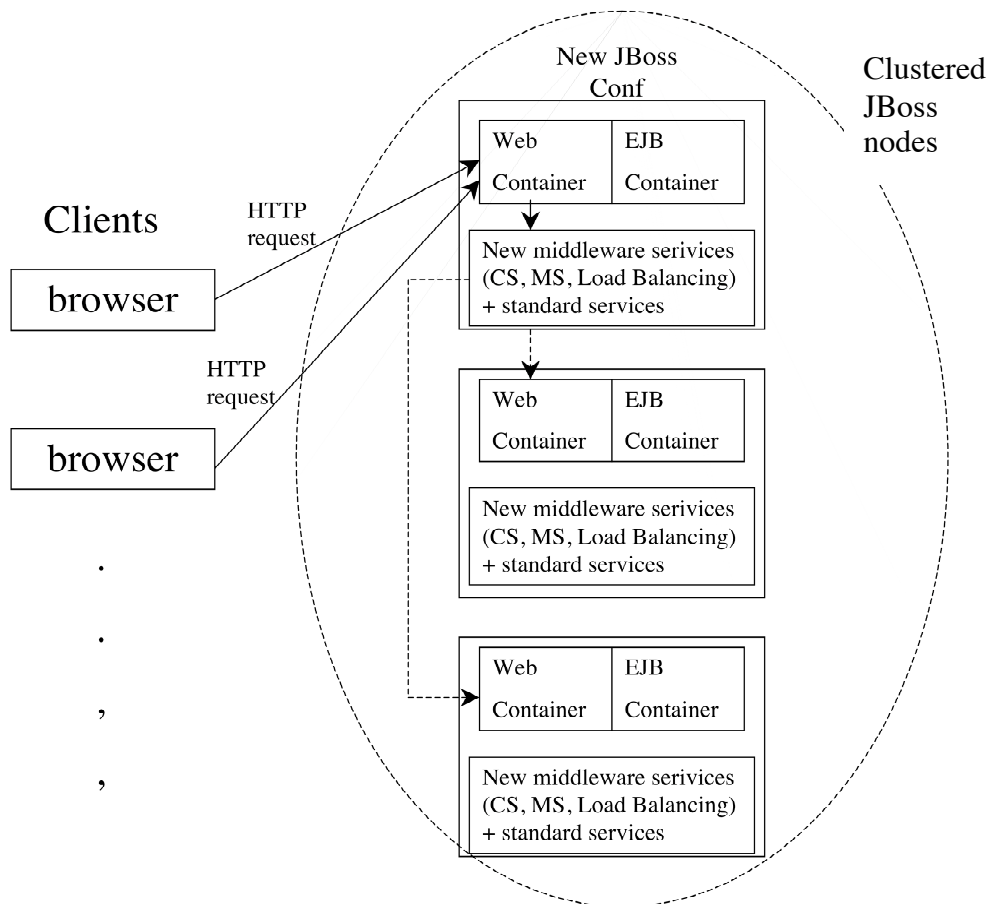 New JBoss
Conf
Clustered
JBoss
nodes
Clients
HTTP
request
browser
HTTP
request
browser
.
.
,
,
Web
Container
EJB
Container
New middleware serivices
(CS, MS, Load Balancing)
+ standard services
Web
Container
EJB
Container
New middleware serivices
(CS, MS, Load Balancing)
+ standard services
Web
Container
EJB
Container
New middleware serivices
(CS, MS, Load Balancing)
+ standard services